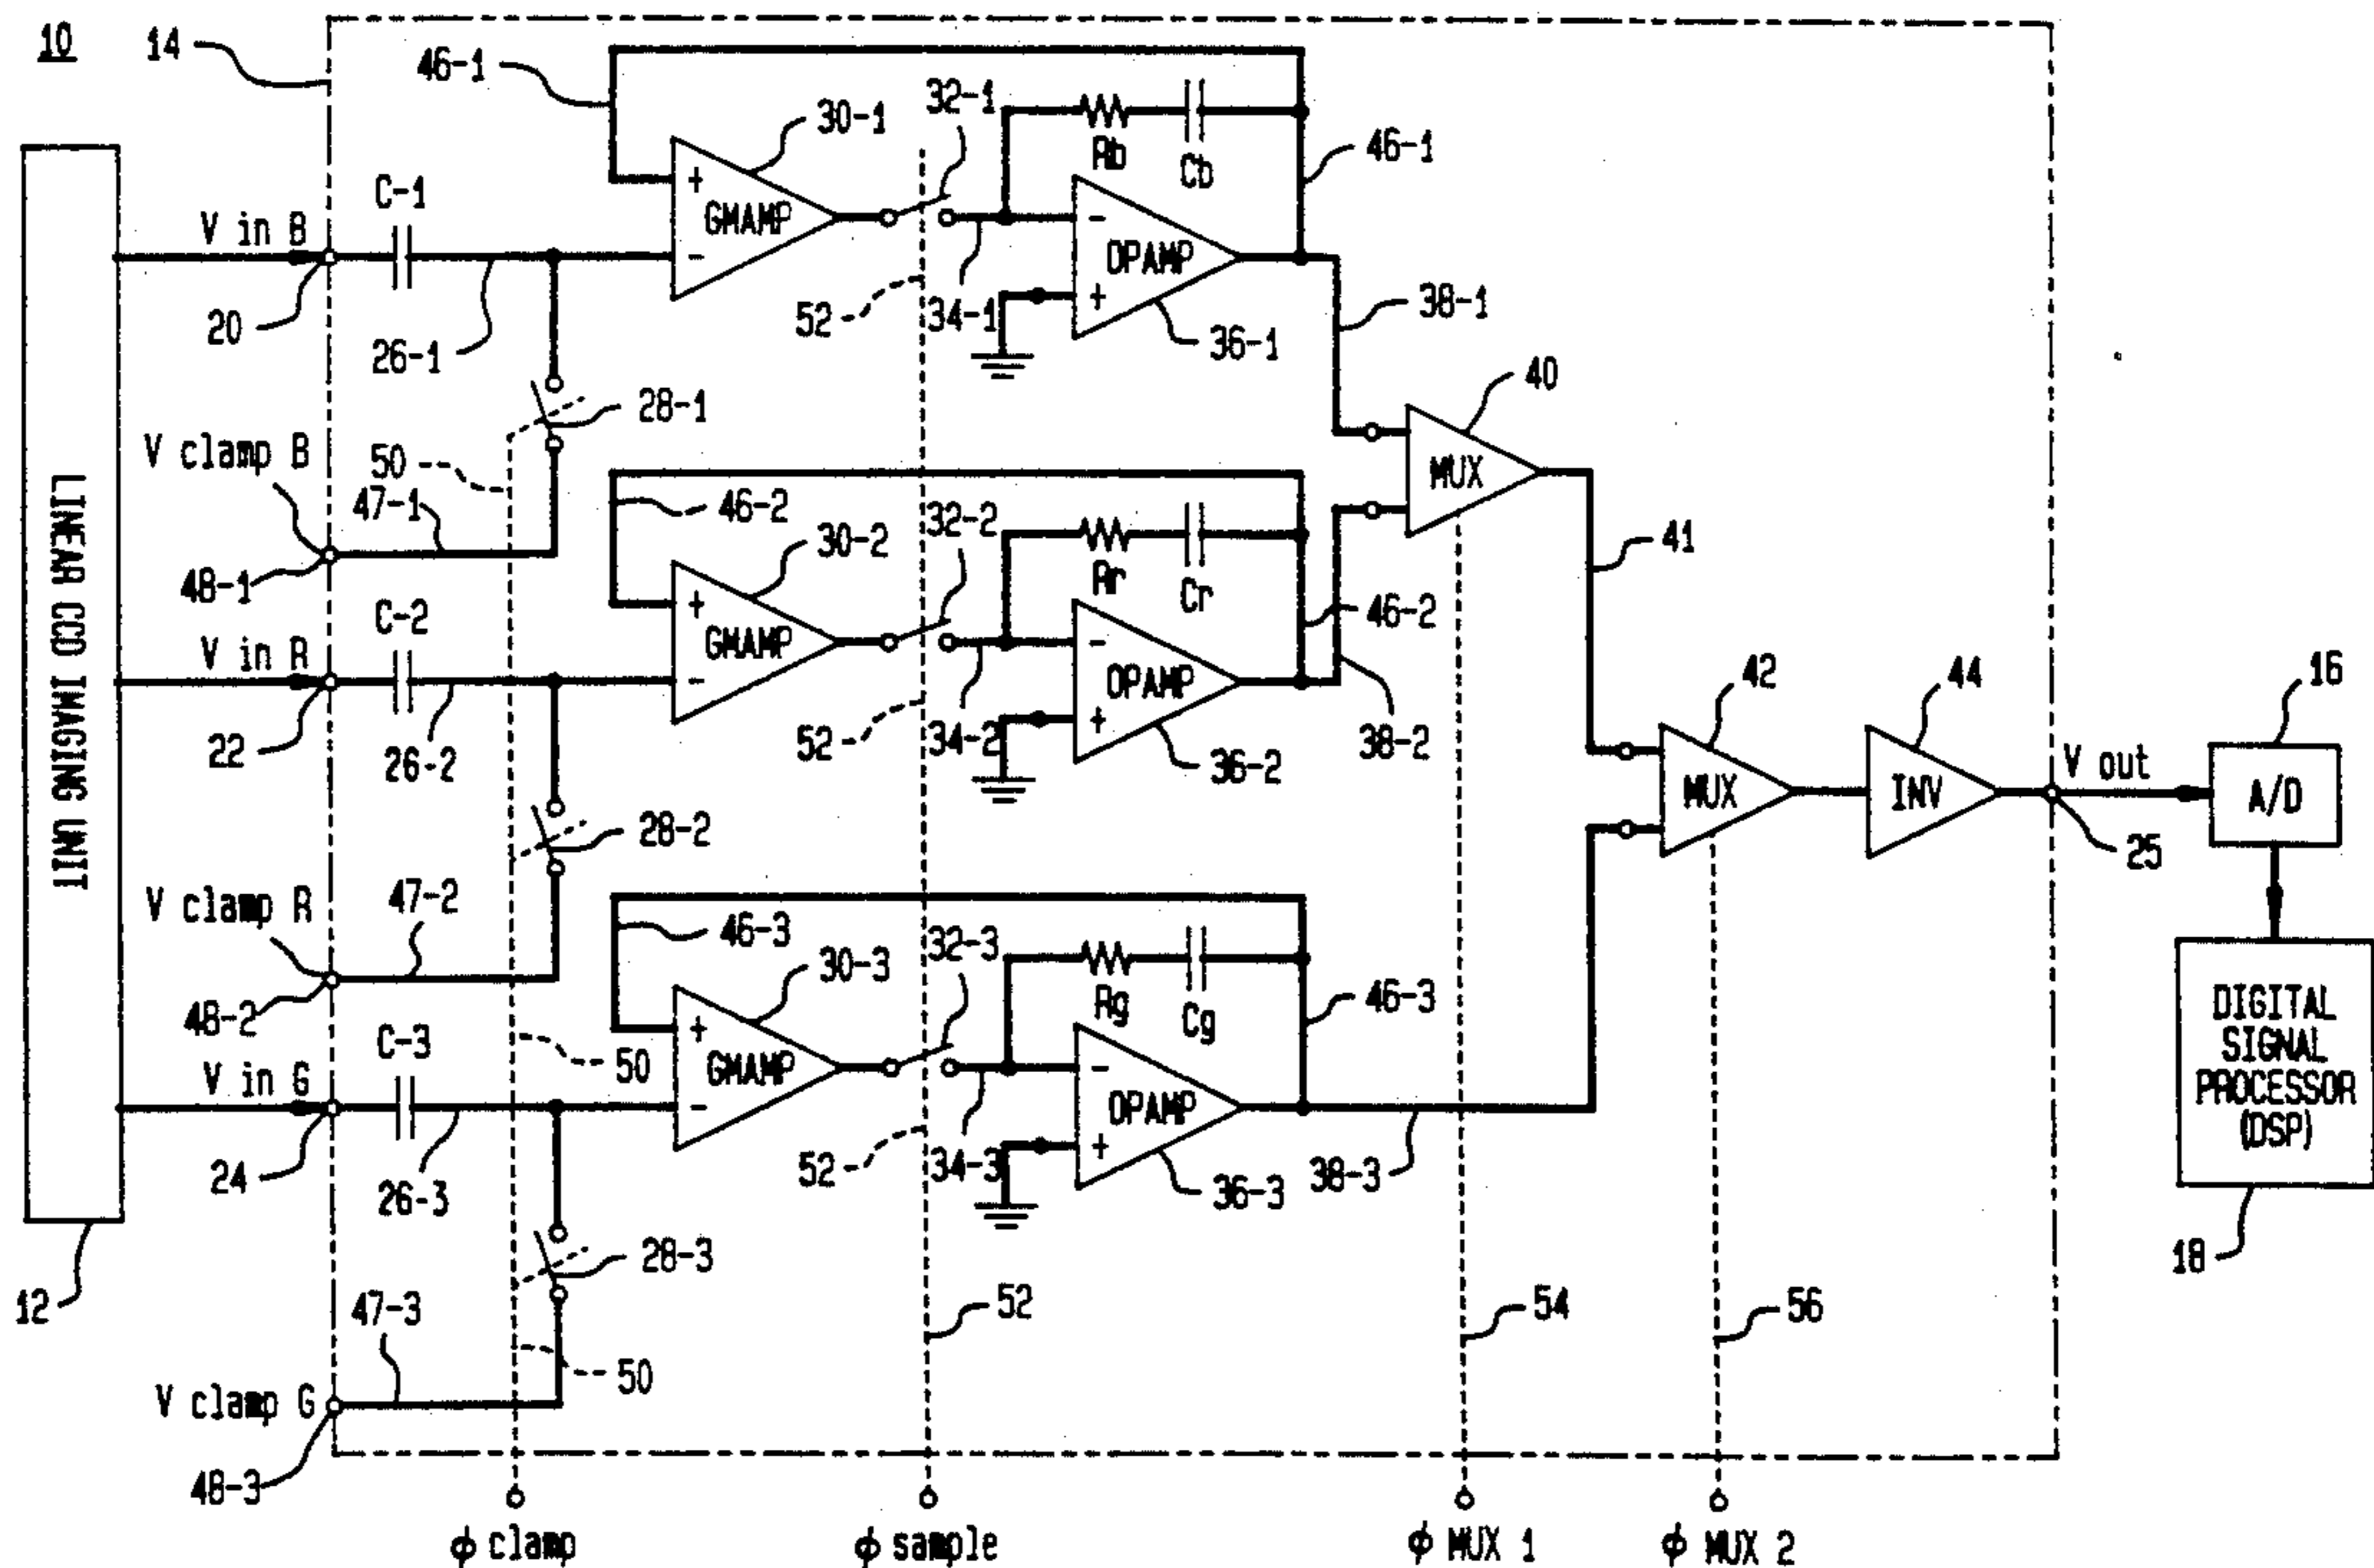 10
14
46-1
30-1
32-1
Rb
Cb
46-1
C-1
+
GMAMP
-
-
OPAMP
+
V in B
20
26-1
52
34-1
36-1
38-1
40
28-1
V clamp B
50
47-1
48-1
MUX
46-2
30-2
32-2
Rr
Cr
46-2
41
LINEAR CCD IMAGING UNIT
C-2
+
GMAMP
-
-
OPAMP
+
V in R
22
26-2
52
34-2
36-2
38-2
42
44
16
MUX
INV
V out
A/D
25
28-2
V clamp R
47-2
48-2
46-3
30-3
32-3
Rg
Cg
46-3
C-3
50
+
GMAMP
-
-
OPAMP
+
V in G
24
26-3
52
34-3
36-3
38-3
DIGITAL
SIGNAL
PROCESSOR
(DSP)
18
12
28-3
47-3
50
52
54
56
V clamp G
48-3
ϕ clamp
ϕ sample
ϕ MUX 1
ϕ MUX 2